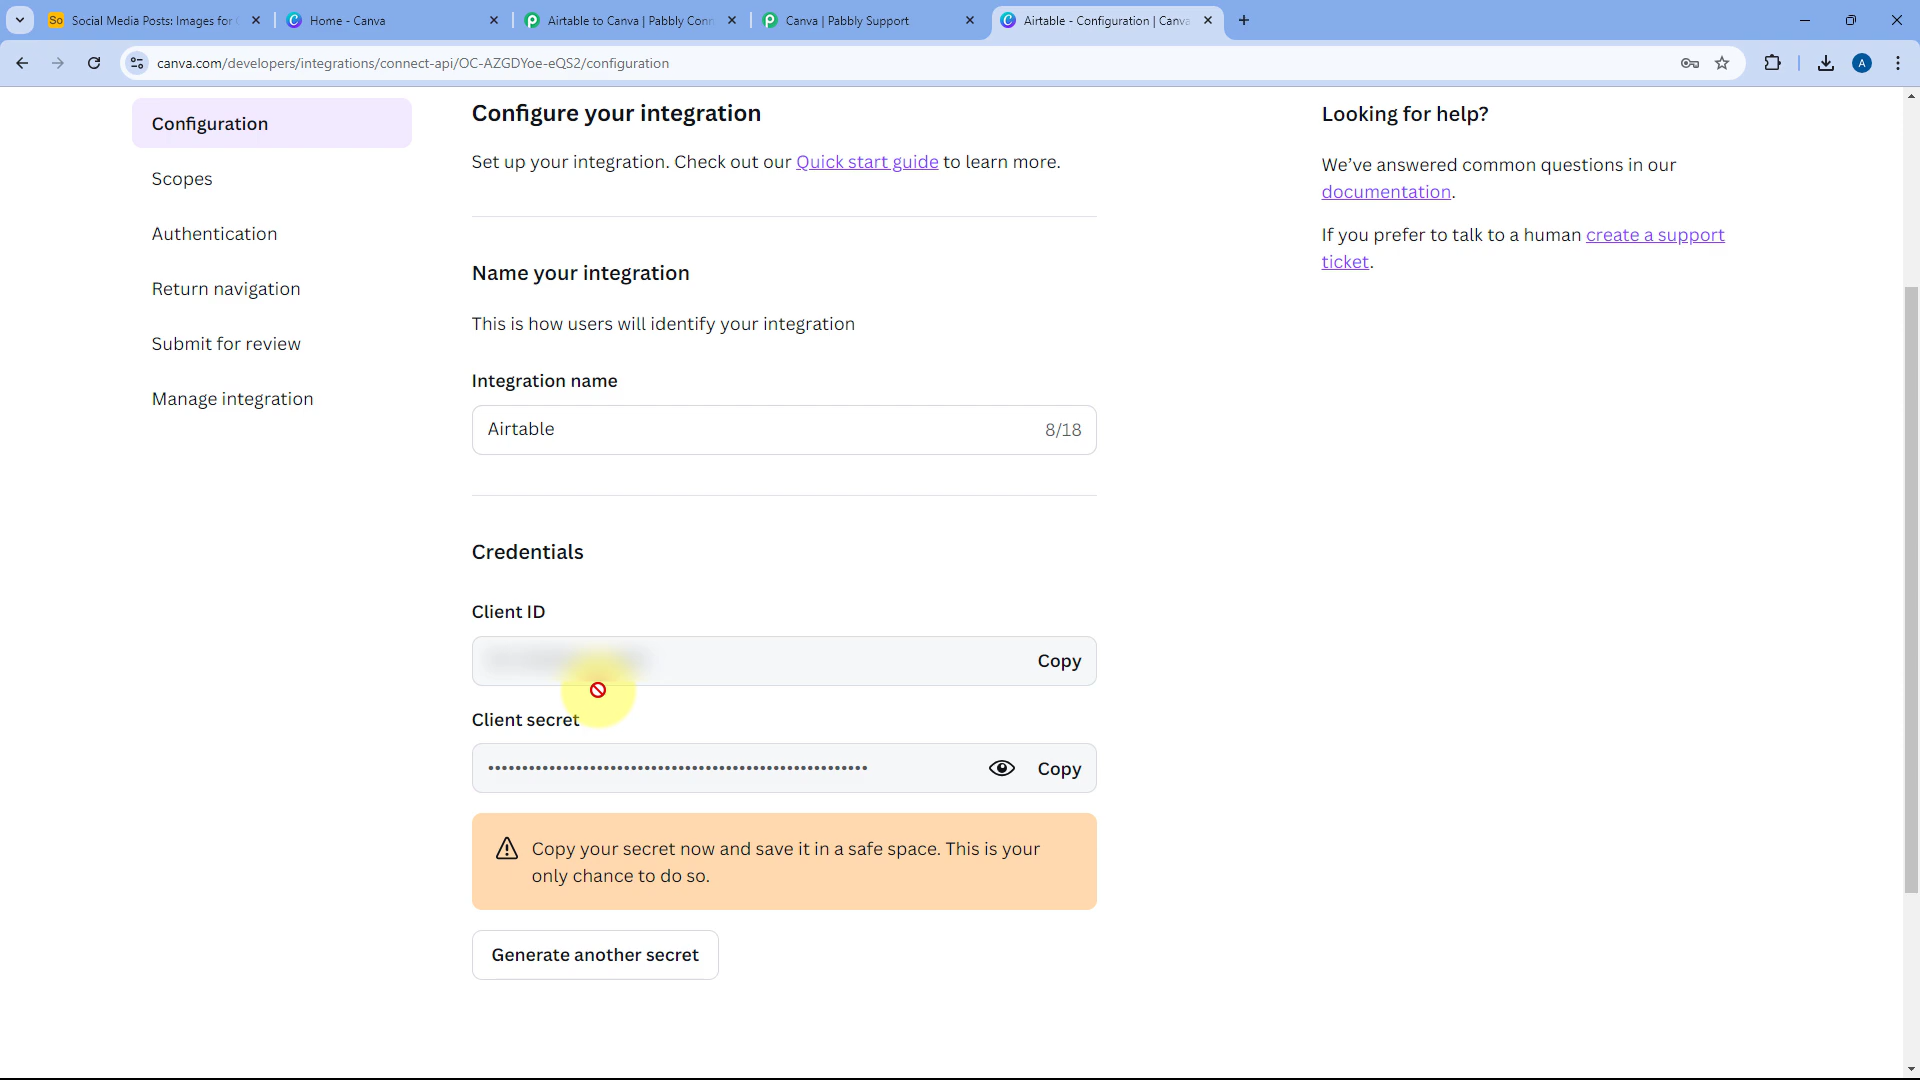 Social Media Posts: Images for
Home - Canva
Airtable to Canva | Pabbly Conn
Canva | Pabbly Support
Airtable - Configuration | Canva
canva.com/developers/integrations/connect-api/OC-AZGDYoe-eQS2/configuration
A
Configuration
Scopes
Authentication
Return navigation
Submit for review
Manage integration
Configure your integration
Set up your integration. Check out our Quick start guide to learn more.
Name your integration
This is how users will identify your integration
Integration name
Airtable 8/18
Credentials
Client ID
Copy
Client secret
Copy
Copy your secret now and save it in a safe space. This is your
only chance to do so.
Generate another secret
Looking for help?
We’ve answered common questions in our
documentation.
If you prefer to talk to a human create a support
ticket.